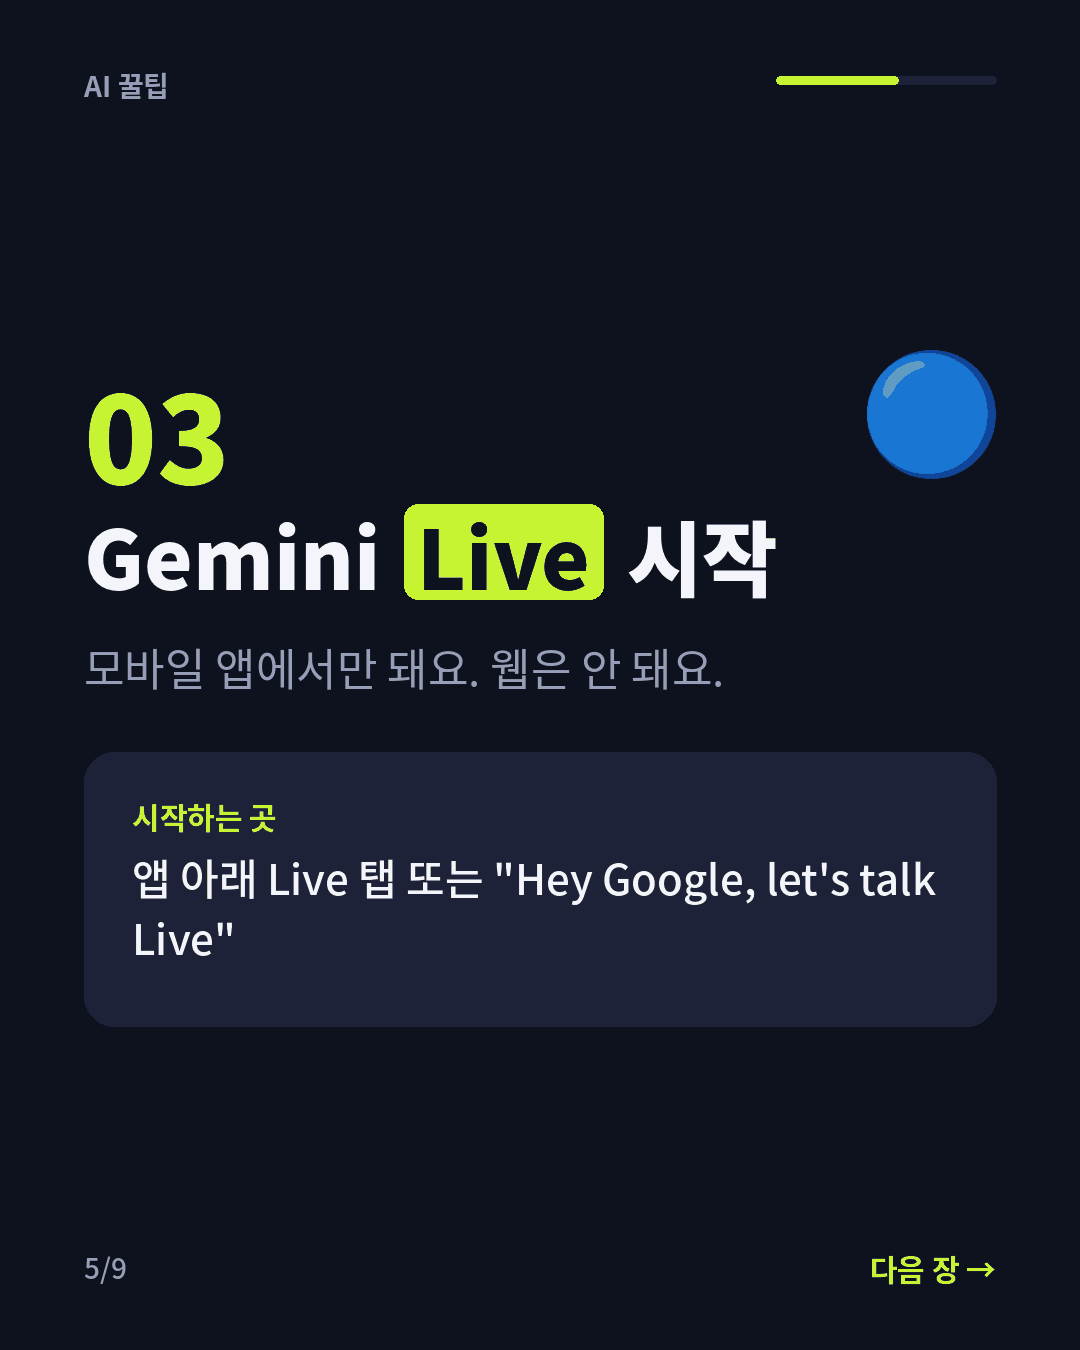 AI 꿀팁
03
Gemini Live 시작
모바일 앱에서만 돼요. 웹은 안 돼요.
시작하는 곳
앱 아래 Live 탭 또는 "Hey Google, let's talk
Live"
5/9
다음 장 →